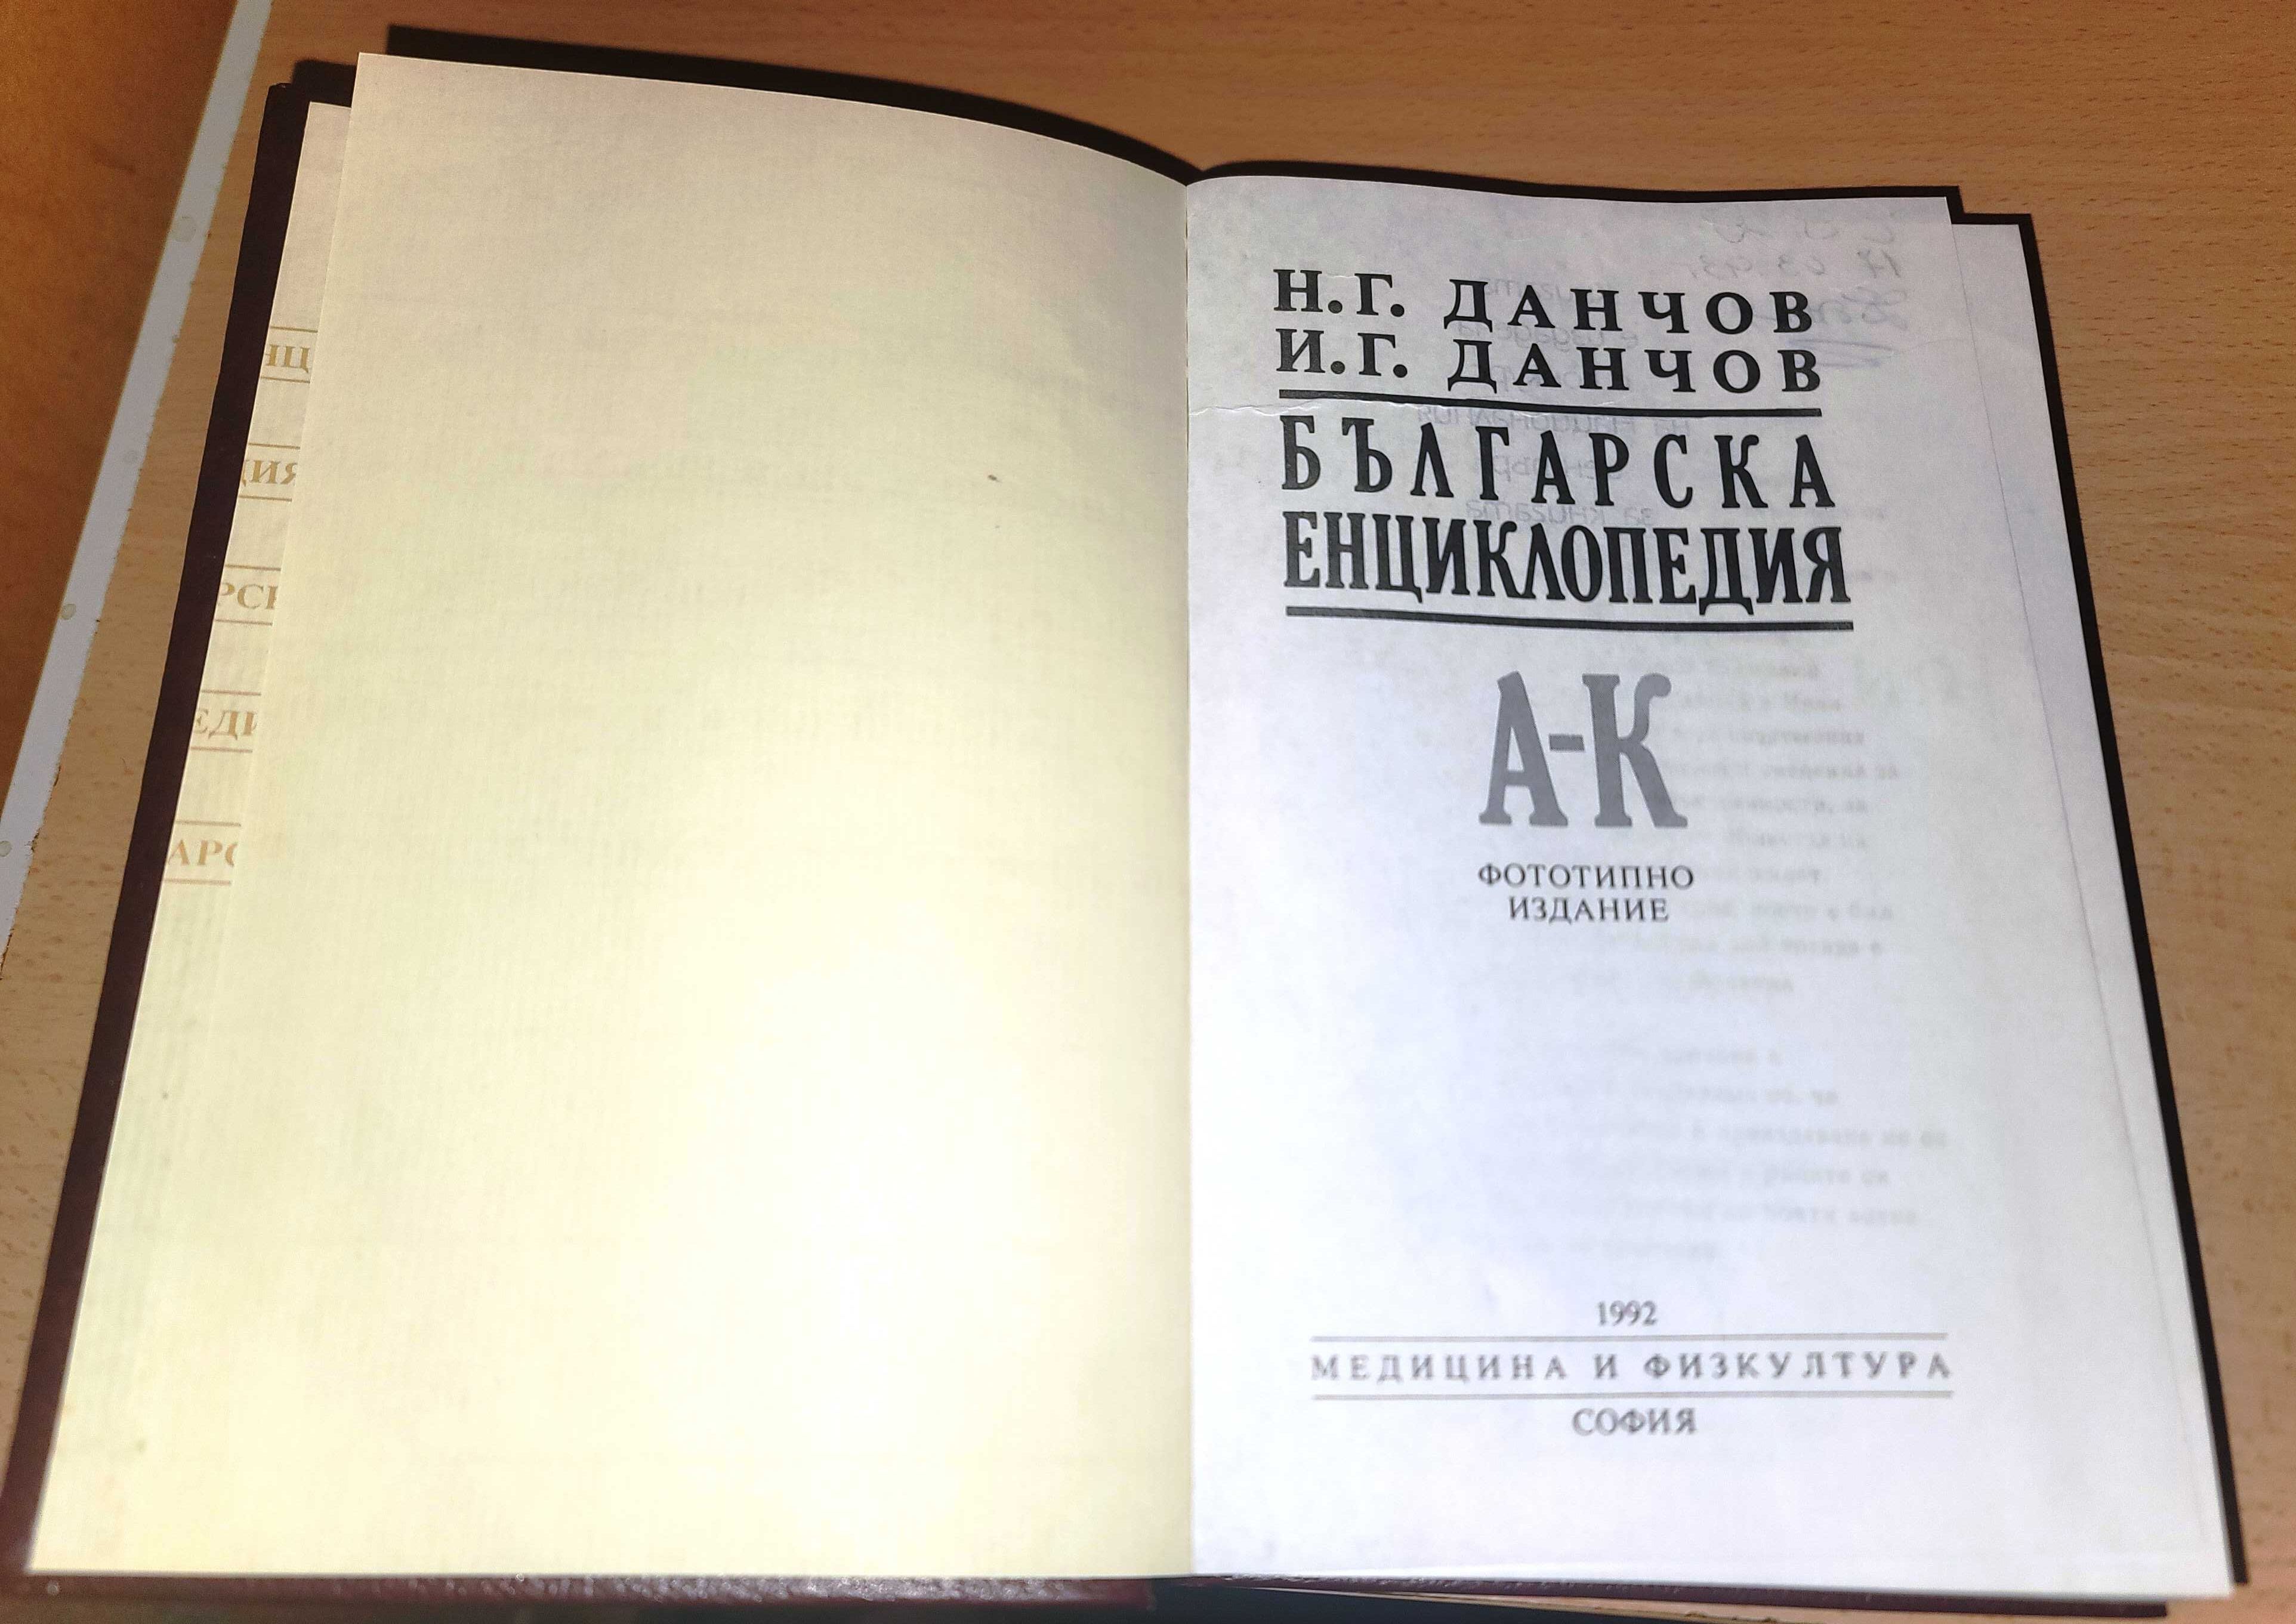 Н.Г. ДАНЧОВ
И.Г. ДАНЧОВ
БЪЛГАРСКА
ЕНЦИКЛОПЕДИЯ
А-К
ФОТОТИПНО
ИЗДАНИЕ
1992
МЕДИЦИНА И ФИЗКУЛТУРА
СОФИЯ